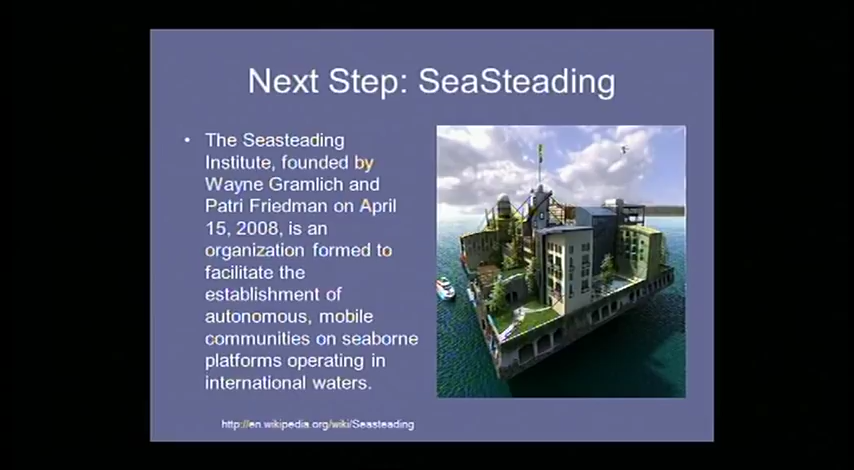 Next Step: SeaSteading
• The Seasteading
Institute, founded by
Wayne Gramlich and
Patri Friedman on April
15, 2008, is an
organization formed to
facilitate the
establishment of
autonomous, mobile
communities on seaborne
platforms operating in
international waters.
http://en.wikipedia.org/wiki/Seasteading